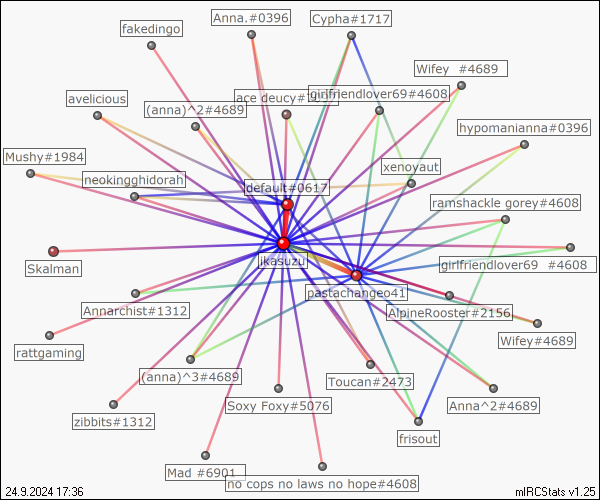 Anna.#0396
Cypha#1717
fakedingo
Wifey #4689
girlfriendlover69#4608
ace deucy#1
avelicious
(anna)^2#4689
hypomanianna#0396
Mushy#1984
xenoyaut
neokingghidorah
default#0617
ramshackle gorey#4608
jikasuzu
girlfriendlover69 #4608
Skalman
pastachangeo41
Annarchist#1312
AlpineRooster#2156
Wifey#4689
rattgaming
(anna)^3#4689
Toucan#2473
Soxy Foxy#5076
Anna^2#4689
zibbits#1312
frisout
Mad #6901
no cops no laws no hope#4608
24.9.2024 17:36
mIRCStats v1.25